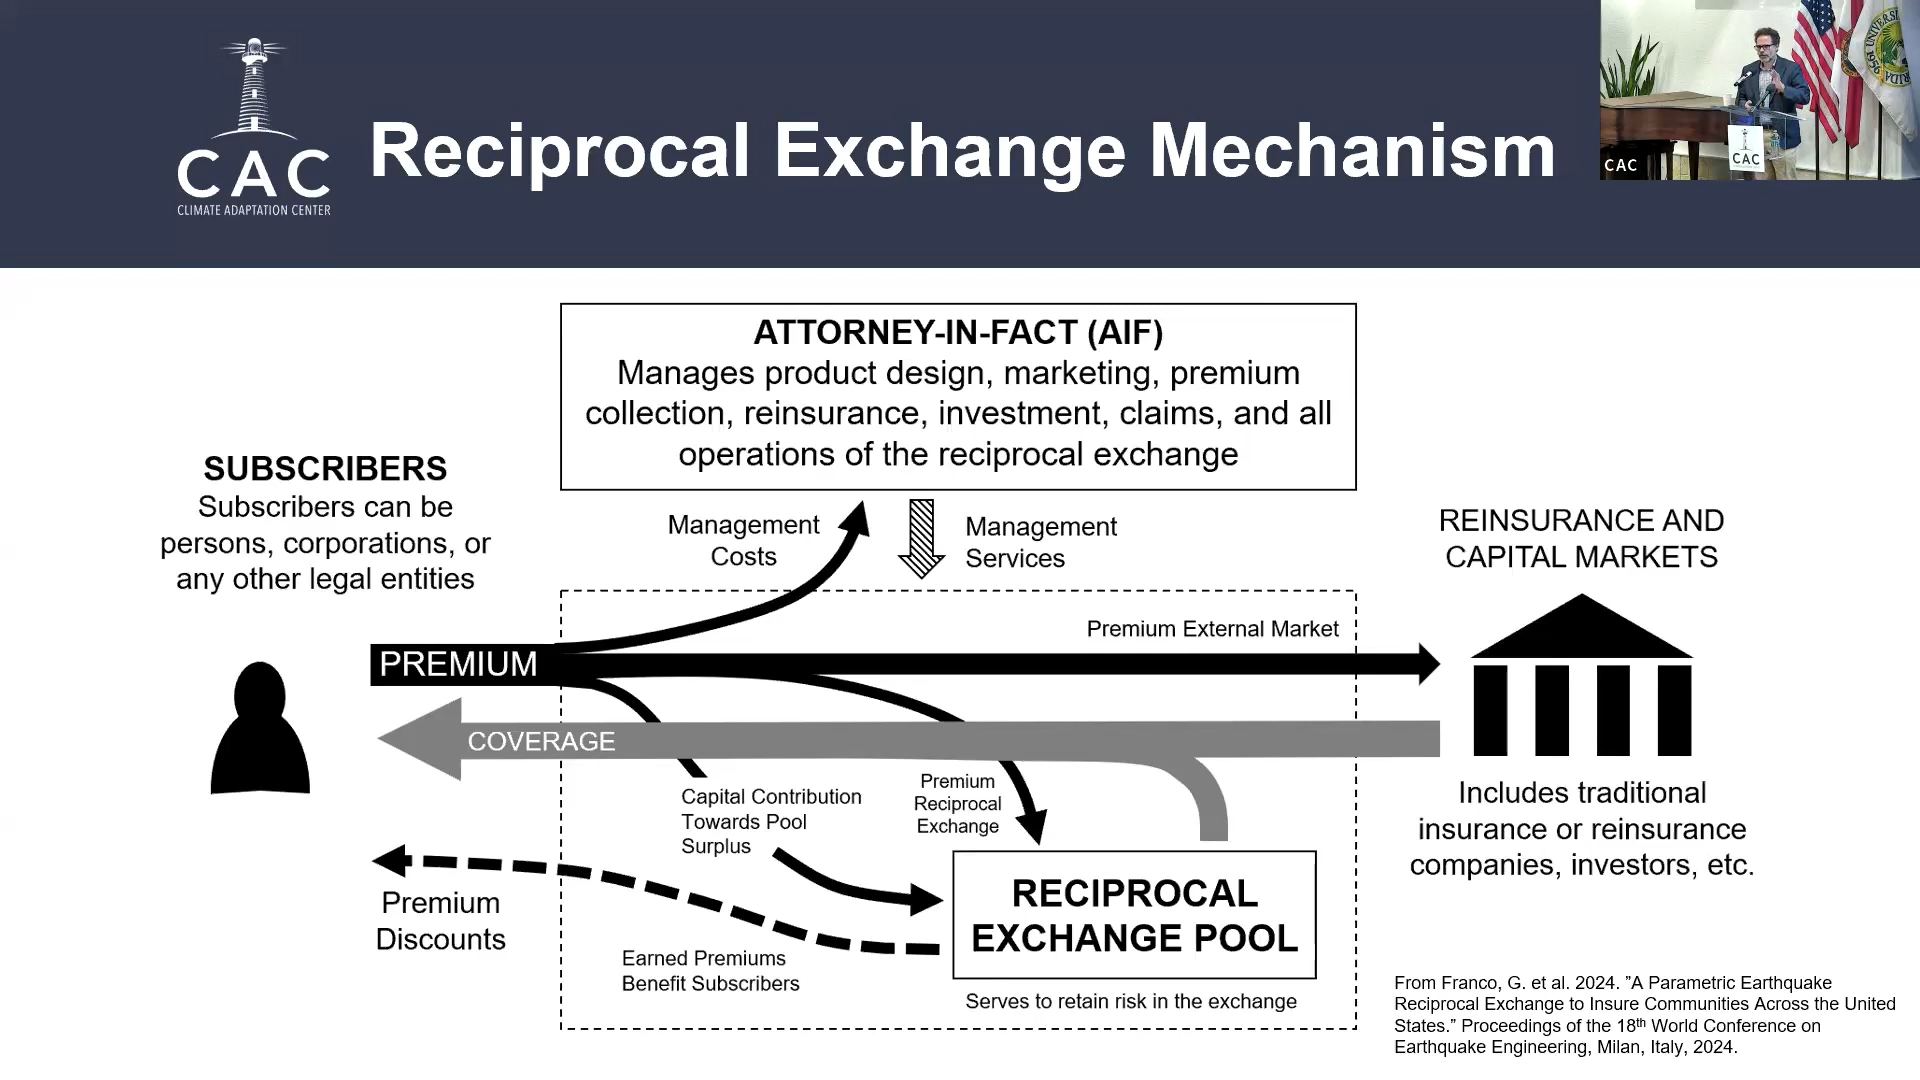 CAC
CLIMATE ADAPTATION CENTER
Reciprocal Exchange Mechanism
CAC
CAC
ATTORNEY-IN-FACT (AIF)
Manages product design, marketing, premium
collection, reinsurance, investment, claims, and all
operations of the reciprocal exchange
SUBSCRIBERS
Subscribers can be
persons, corporations, or
any other legal entities
Management
Costs
Management
Services
REINSURANCE AND
CAPITAL MARKETS
Premium External Market
PREMIUM
COVERAGE
Capital Contribution
Towards Pool
Surplus
Premium
Reciprocal
Exchange
Includes traditional
insurance or reinsurance
companies, investors, etc.
Premium
Discounts
RECIPROCAL
EXCHANGE POOL
Earned Premiums
Benefit Subscribers
Serves to retain risk in the exchange
From Franco, G. et al. 2024. ”A Parametric Earthquake
Reciprocal Exchange to Insure Communities Across the United
States.” Proceedings of the 18th World Conference on
Earthquake Engineering, Milan, Italy, 2024.